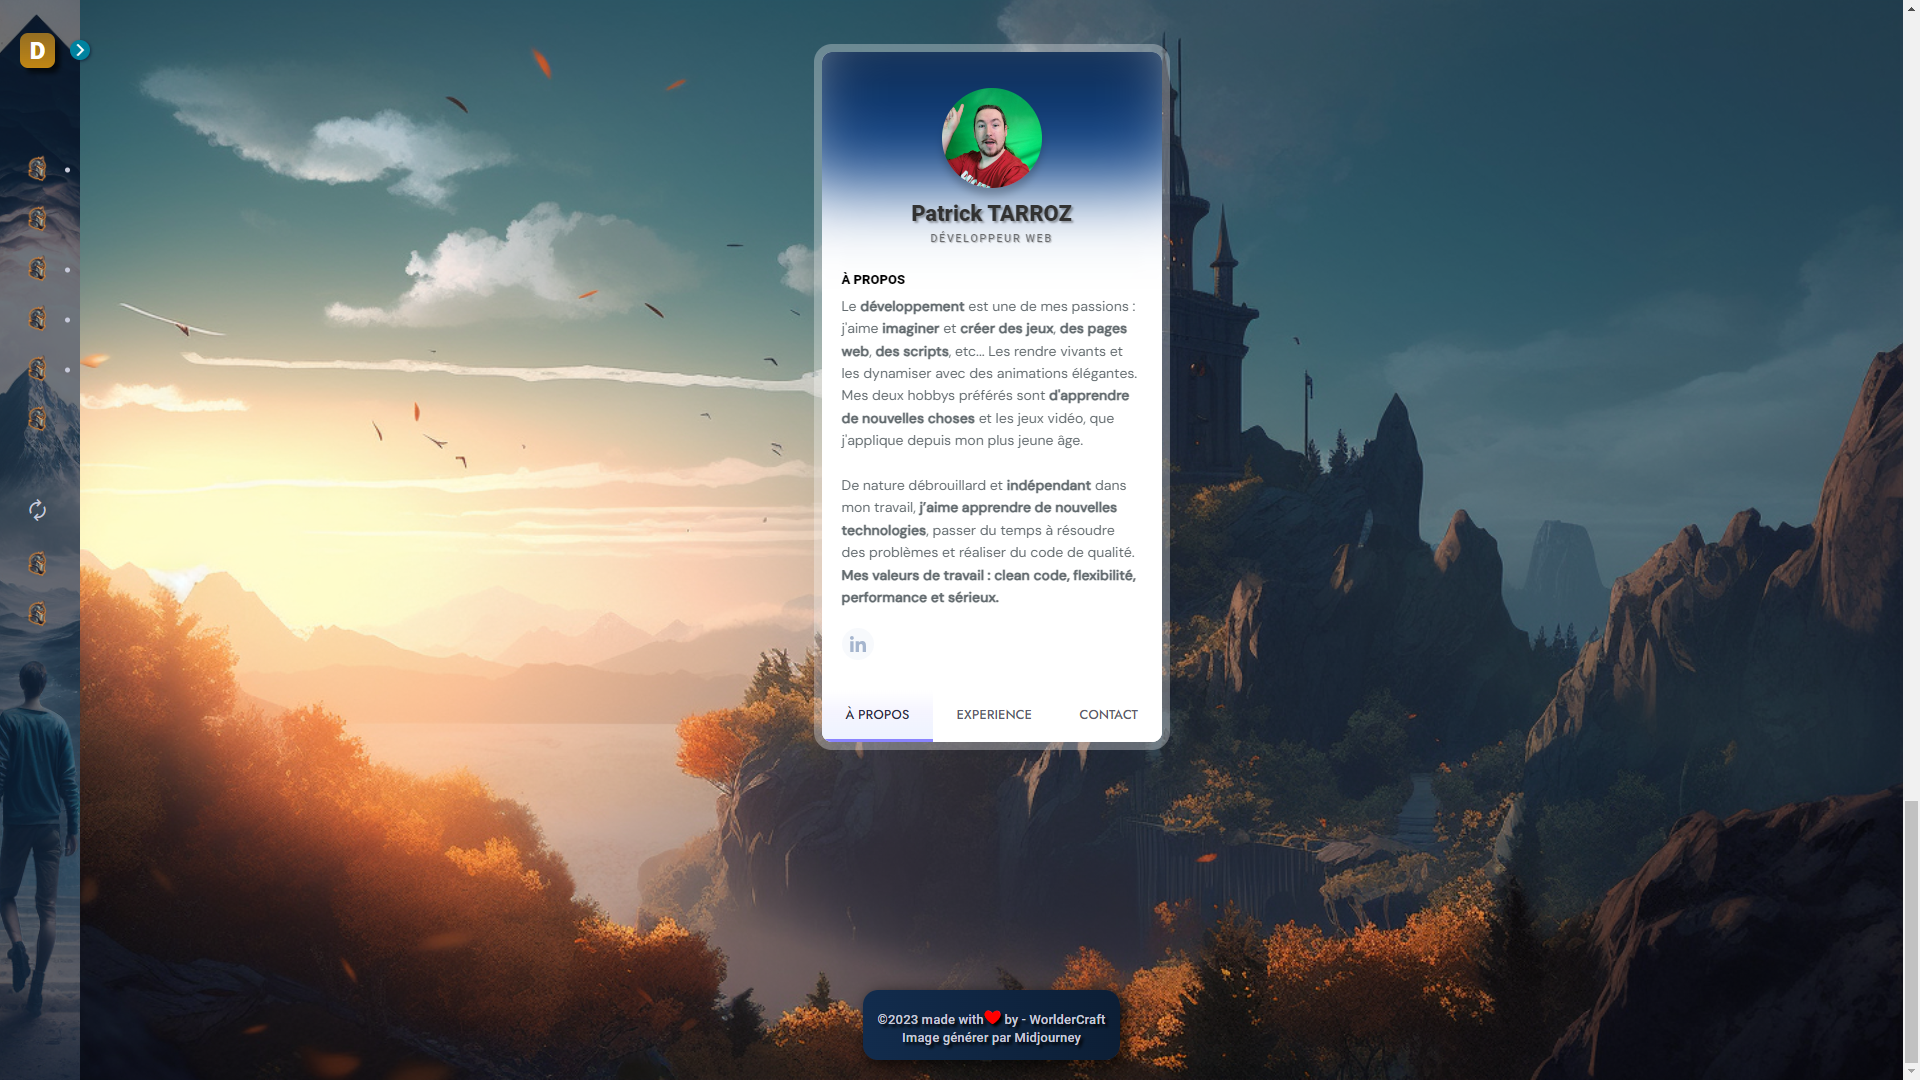 D
Patrick TARROZ
DÉVELOPPEUR WEB
À PROPOS
Le développement est une de mes passions :
j'aime imaginer et créer des jeux, des pages
web, des scripts, etc... Les rendre vivants et
les dynamiser avec des animations élégantes.
Mes deux hobbys préférés sont d'apprendre
de nouvelles choses et les jeux vidéo, que
j'applique depuis mon plus jeune âge.
De nature débrouillard et indépendant dans
mon travail, j’aime apprendre de nouvelles
technologies, passer du temps à résoudre
des problèmes et réaliser du code de qualité.
Mes valeurs de travail : clean code, flexibilité,
performance et sérieux.
in
À PROPOS EXPERIENCE CONTACT
©2023 made with❤ by - WorlderCraft
Image générer par Midjourney